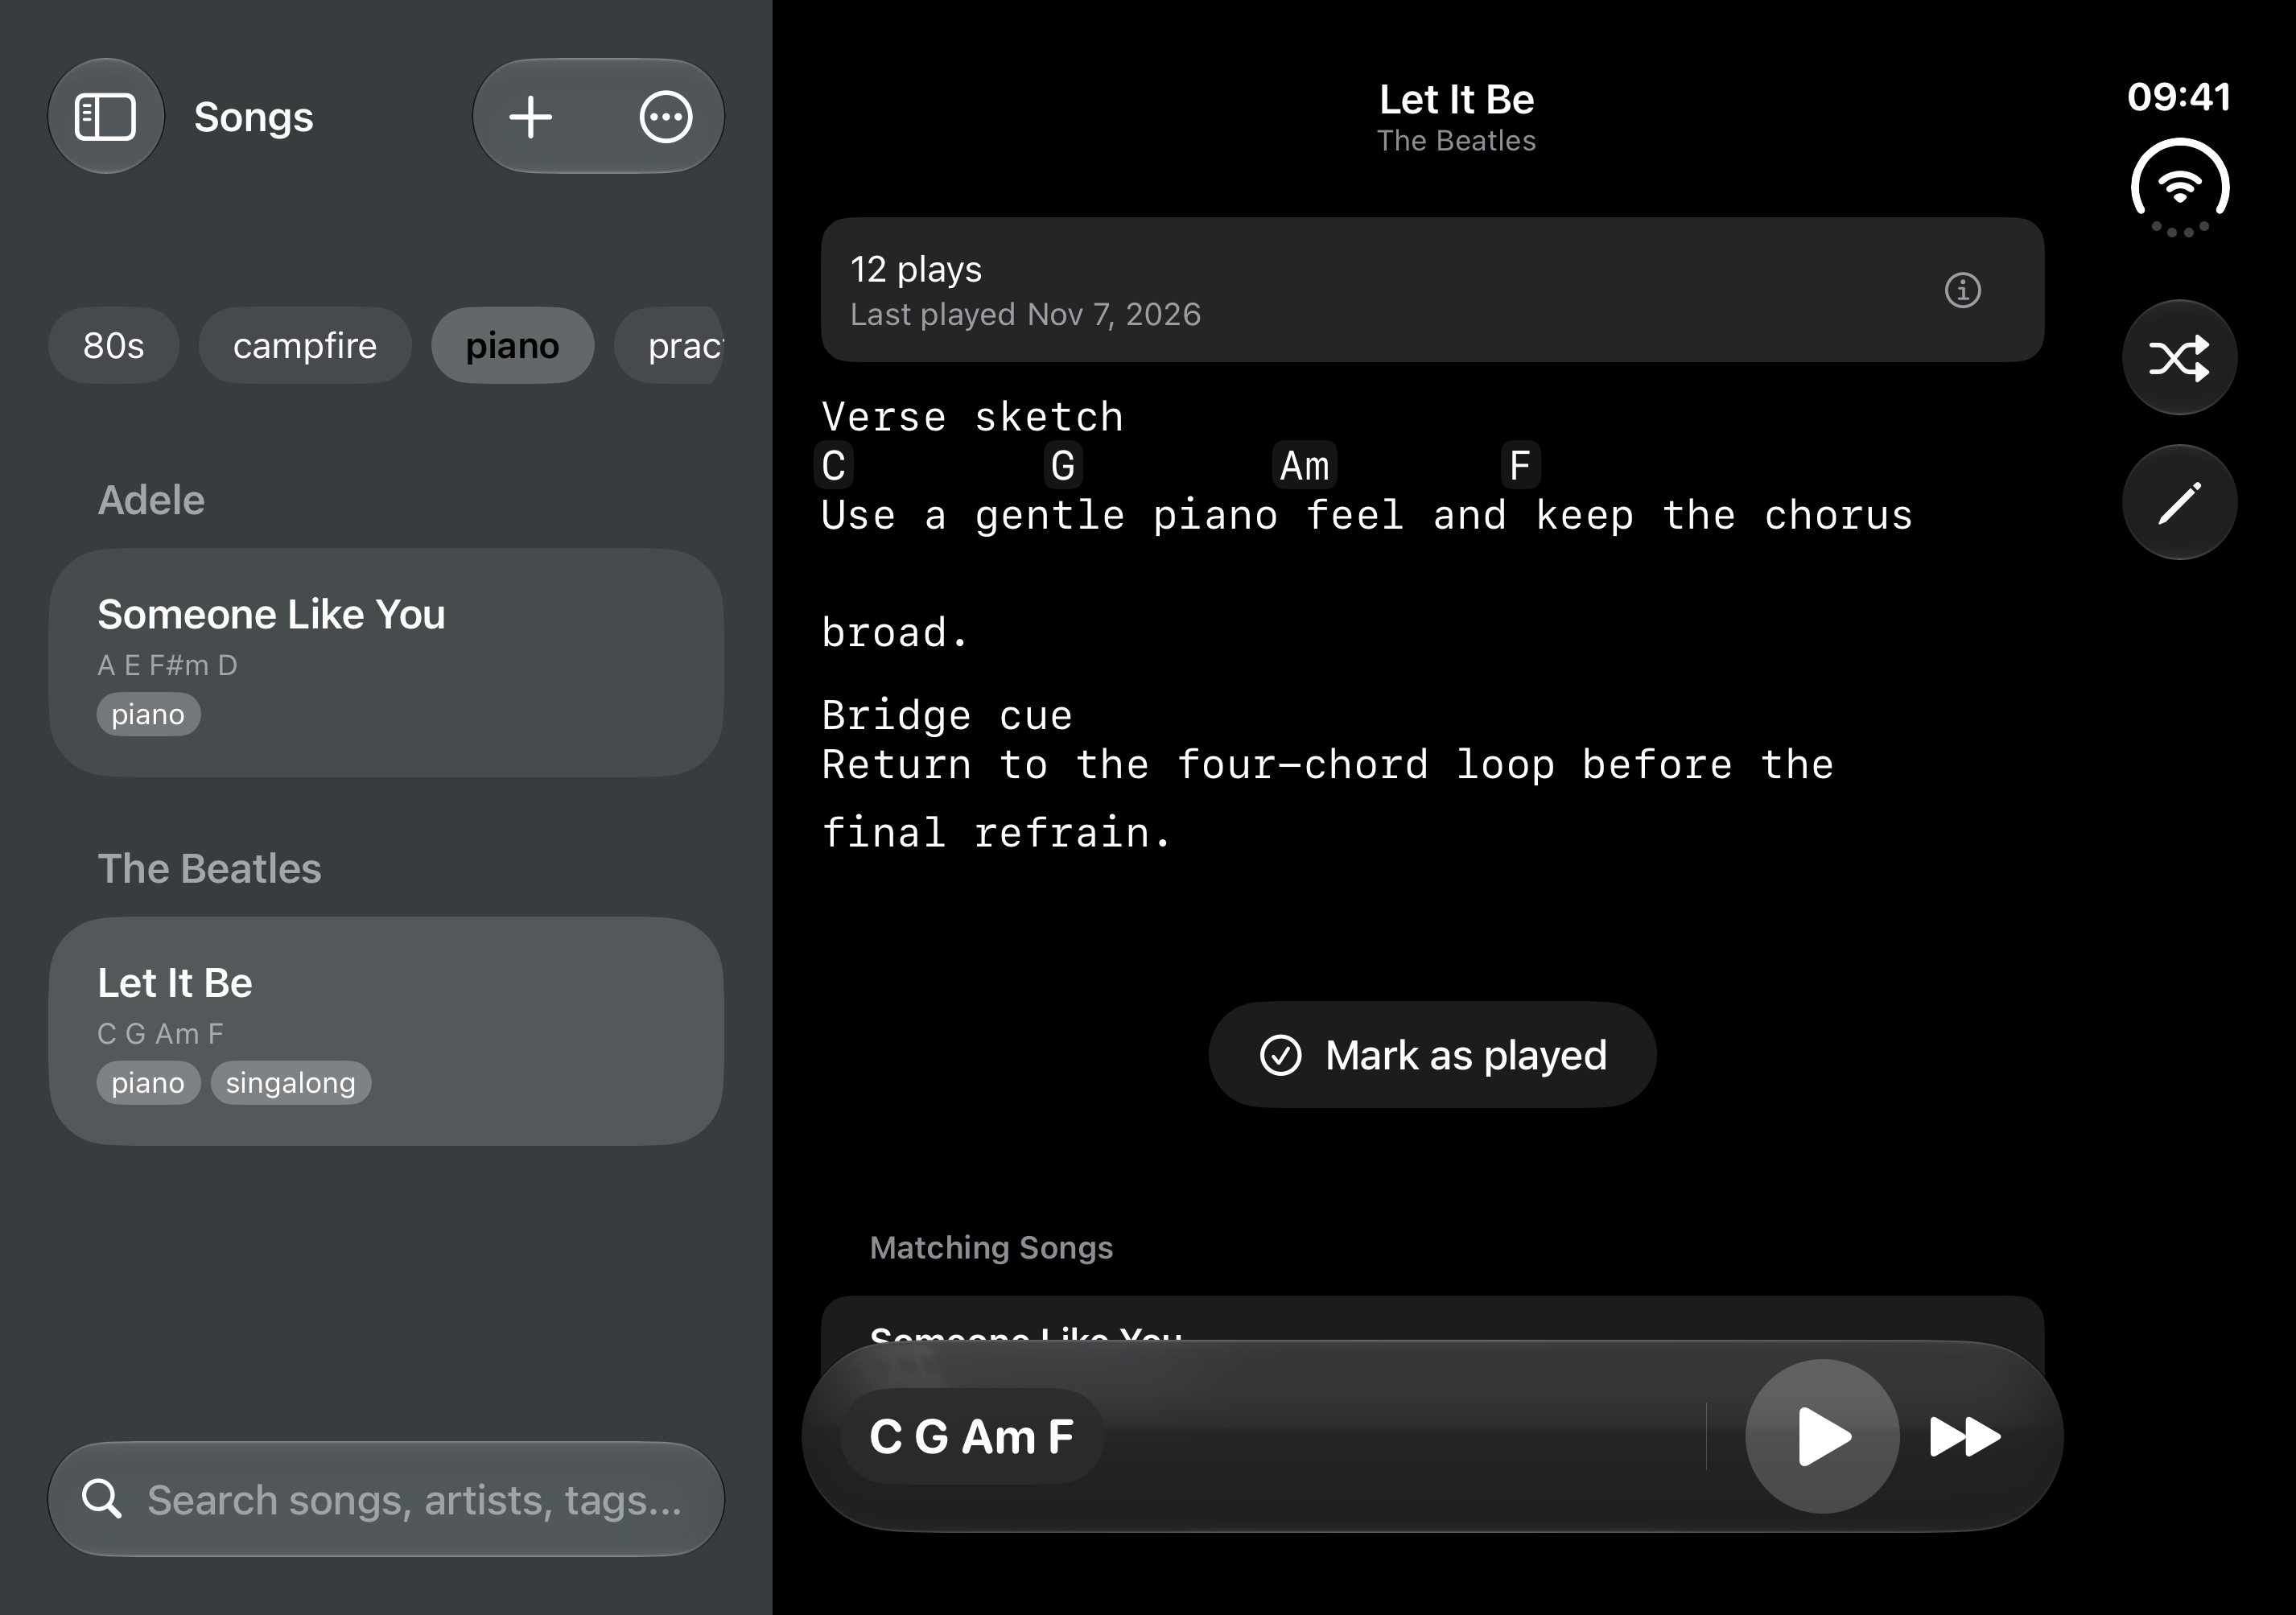 Songs
80s
campfire
piano
prac
Adele
Someone Like You
A E F#m D
piano
The Beatles
Let It Be
C G Am F
piano
singalong
Search songs, artists, tags...
Let It Be
The Beatles
09:41
12 plays
Last played Nov 7, 2026
Verse sketch
C G Am F
Use a gentle piano feel and keep the chorus
broad.
Bridge cue
Return to the four-chord loop before the
final refrain.
Mark as played
Matching Songs
Someone Like You
C G Am F